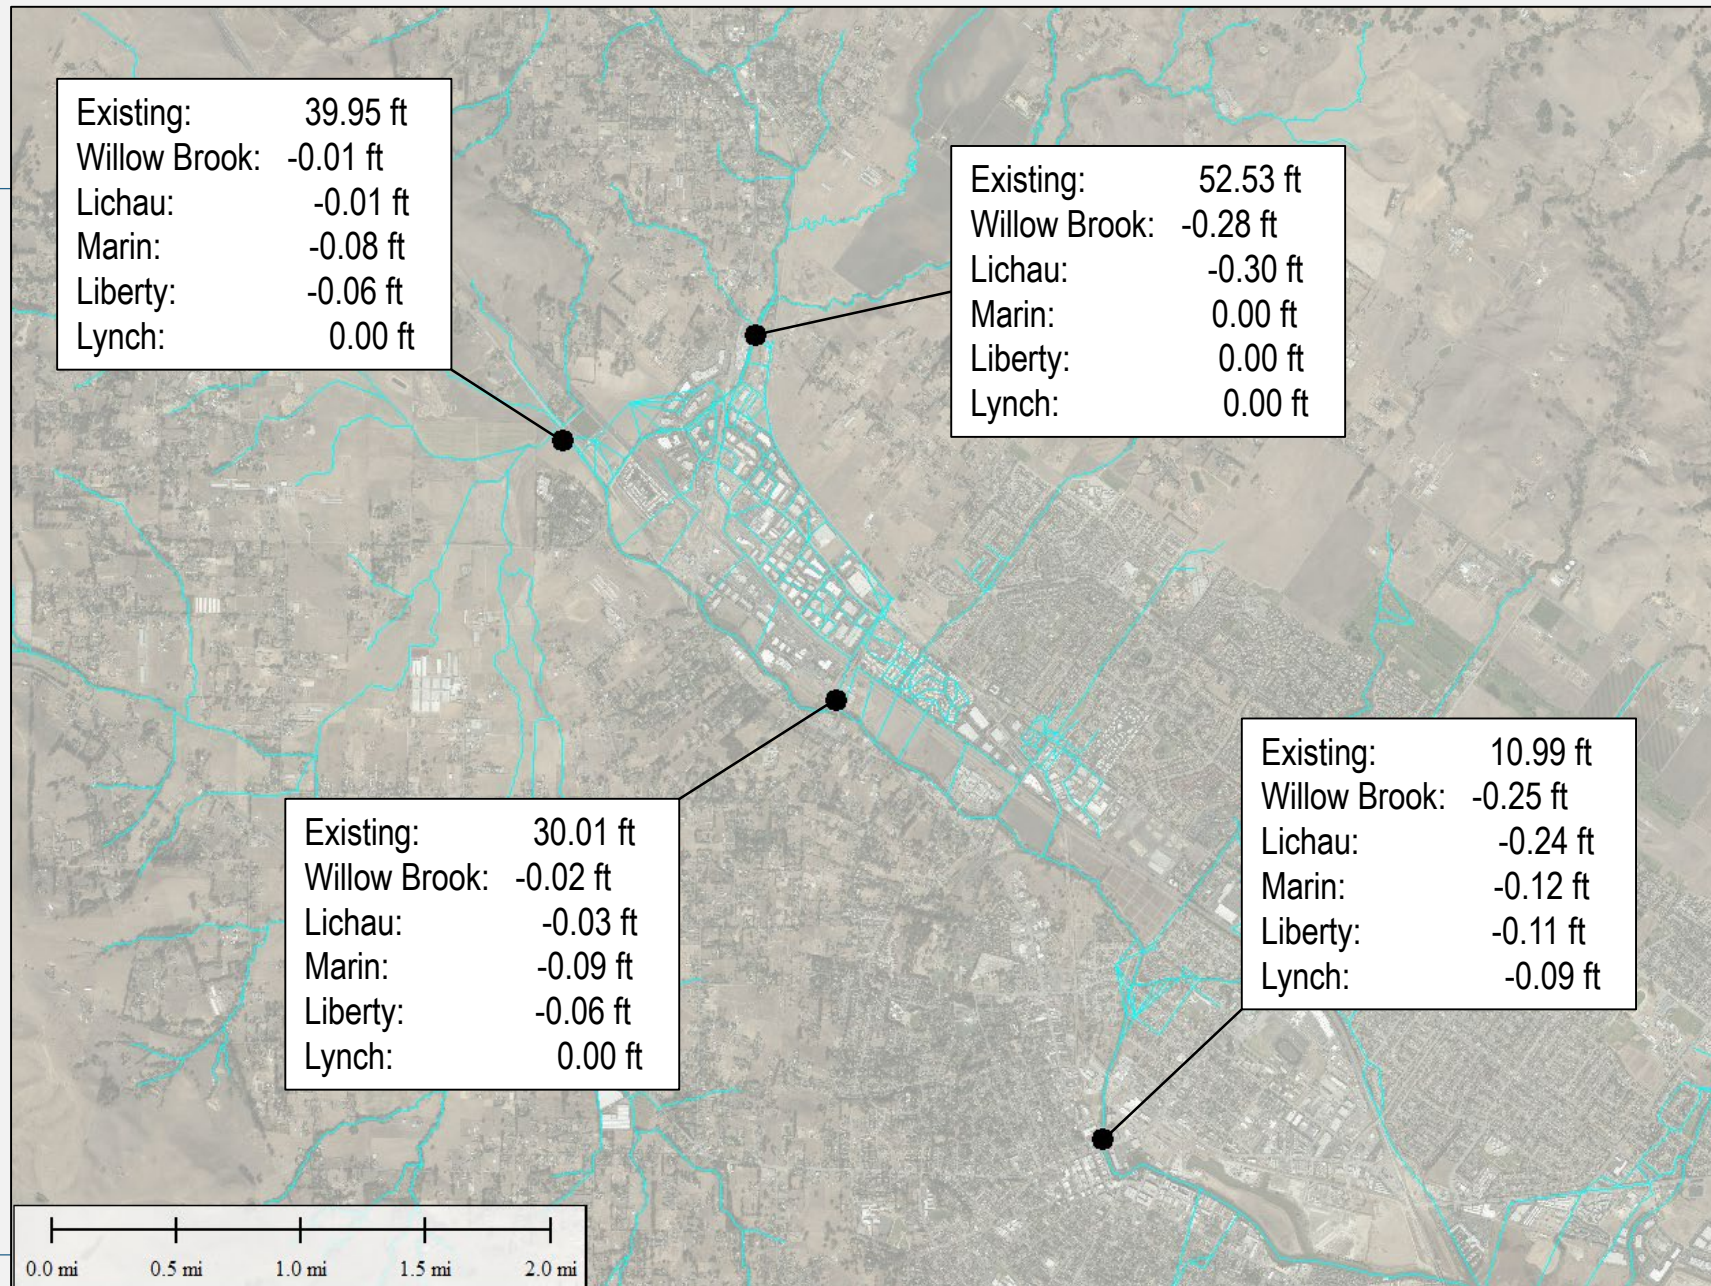 Existing: 39.95 ft
Willow Brook: -0.01 ft
Lichau: -0.01 ft
Marin: -0.08 ft
Liberty: -0.06 ft
Lynch: 0.00 ft
Existing: 52.53 ft
Willow Brook: -0.28 ft
Lichau: -0.30 ft
Marin: 0.00 ft
Liberty: 0.00 ft
Lynch: 0.00 ft
Existing: 30.01 ft
Willow Brook: -0.02 ft
Lichau: -0.03 ft
Marin: -0.09 ft
Liberty: -0.06 ft
Lynch: 0.00 ft
Existing: 10.99 ft
Willow Brook: -0.25 ft
Lichau: -0.24 ft
Marin: -0.12 ft
Liberty: -0.11 ft
Lynch: -0.09 ft
0.0 mi 0.5 mi 1.0 mi 1.5 mi 2.0 mi